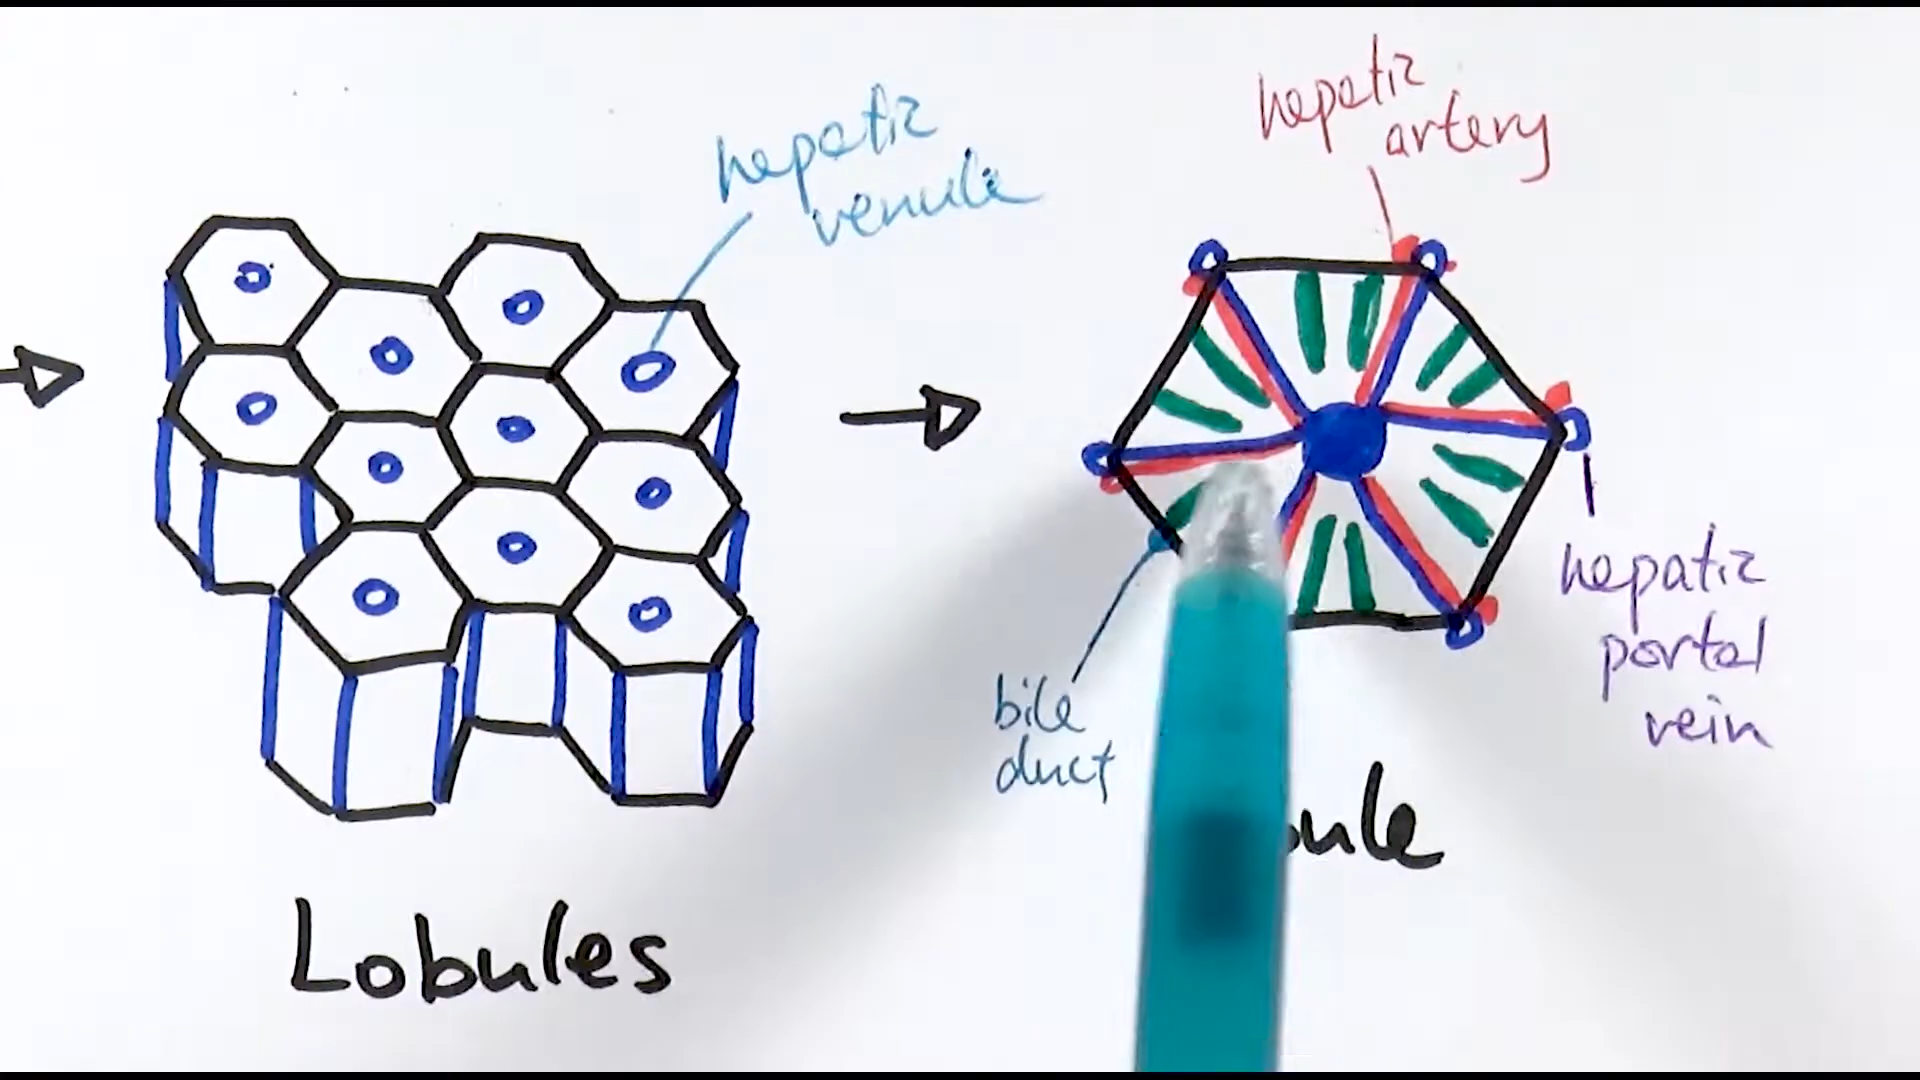 hepatic
venule
Lobules
hepatic
artery
hepatic
portal
vein
bile
duct